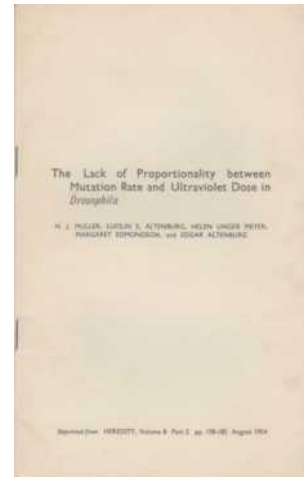 The Lack of Proportionality between
Mutation Rate and Ultraviolet Dose in
Drosophila
H. J. MULLER, LUOLIN S. ALTENBURG, HELEN UNGER MEYER,
MARGARET EDMONDSON, and EDGAR ALTENBURG
Reprinted from HEREDITY, Volume 8 Part 2 pp. 158-185 August 1954